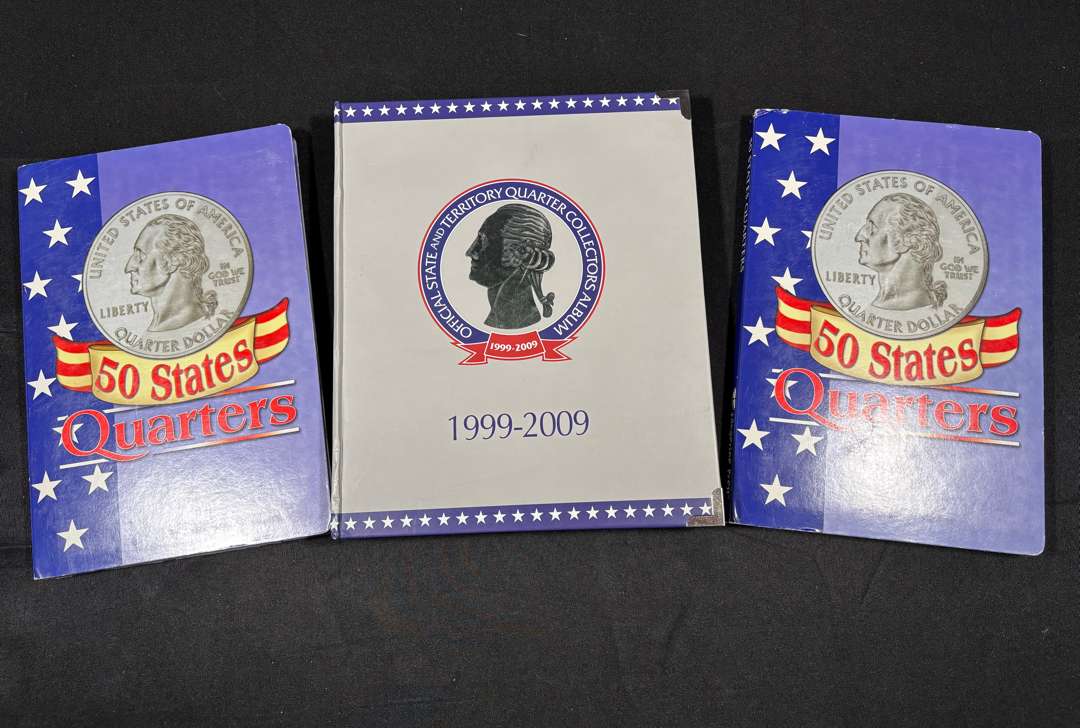 UNITED STATES OF AMERICA
LIBERTY
IN
GOD WE
TRUST
QUARTER DOLLAR
50 States
Quarters
OFFICIAL STATE AND TERRITORY QUARTER COLLECTORS ALBUM
1999-2009
1999-2009
UNITED STATES OF AMERICA
LIBERTY
IN
GOD WE
TRUST
QUARTER DOLLAR
50 States
Quarters